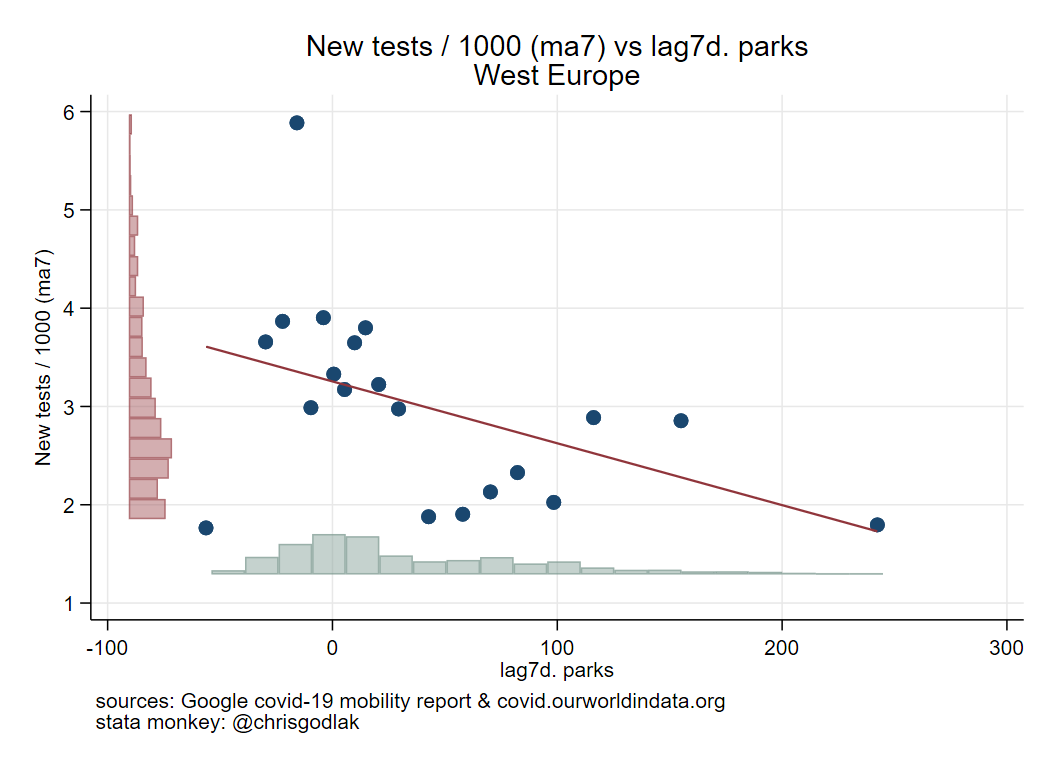 New tests / 1000 (ma7) vs lag7d. parks
West Europe
New tests / 1000 (ma7)
6
5
4
3
2
1
-100
0
100
200
300
lag7d. parks
sources: Google covid-19 mobility report & covid.ourworldindata.org
stata monkey: @chrisgodlak